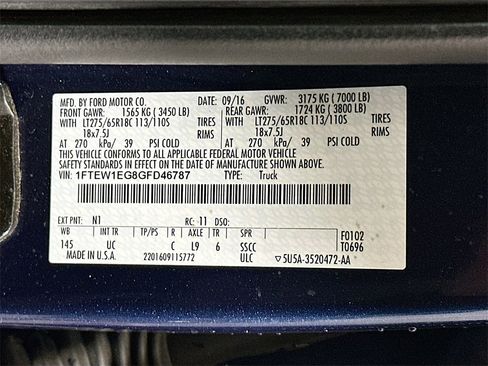 MFD. BY FORD MOTOR CO. DATE: 09/16 GVWR: 3175 KG ( 7000 LB)
FRONT GAWR: 1565 KG ( 3450 LB) REAR GAWR: 1724 KG ( 3800 LB)
WITH LT275/65R18C 113/110S TIRES WITH LT275/65R18C 113/110S TIRES
18x7.5J RIMS 18x7.5J RIMS
AT 270 kPa/ 39 PSI COLD AT 270 kPa/ 39 PSI COLD
THIS VEHICLE CONFORMS TO ALL APPLICABLE FEDERAL MOTOR VEHICLE
SAFETY STANDARDS IN EFFECT ON THE DATE OF MANUFACTURE SHOWN ABOVE.
VIN: 1FTEW1EG8GFD46787 TYPE: Truck
EXT PNT: N1 RC: 11 DSO: F0102
WB INT TR TP/PS R AXLE TR SPR T0696
145 UC C L9 6 SSCC
MADE IN U.S.A. 2201609115772 ULC ▽5U5A-3520472-AA